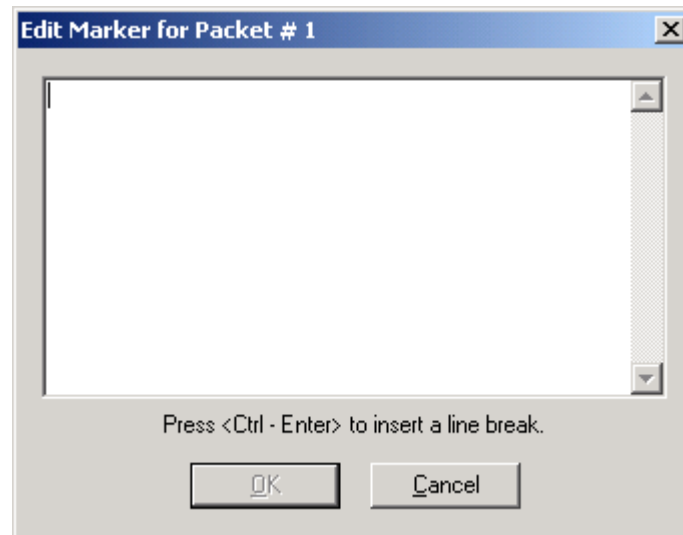 Edit Marker for Packet # 1
Press <Ctrl - Enter> to insert a line break.
OK
Cancel